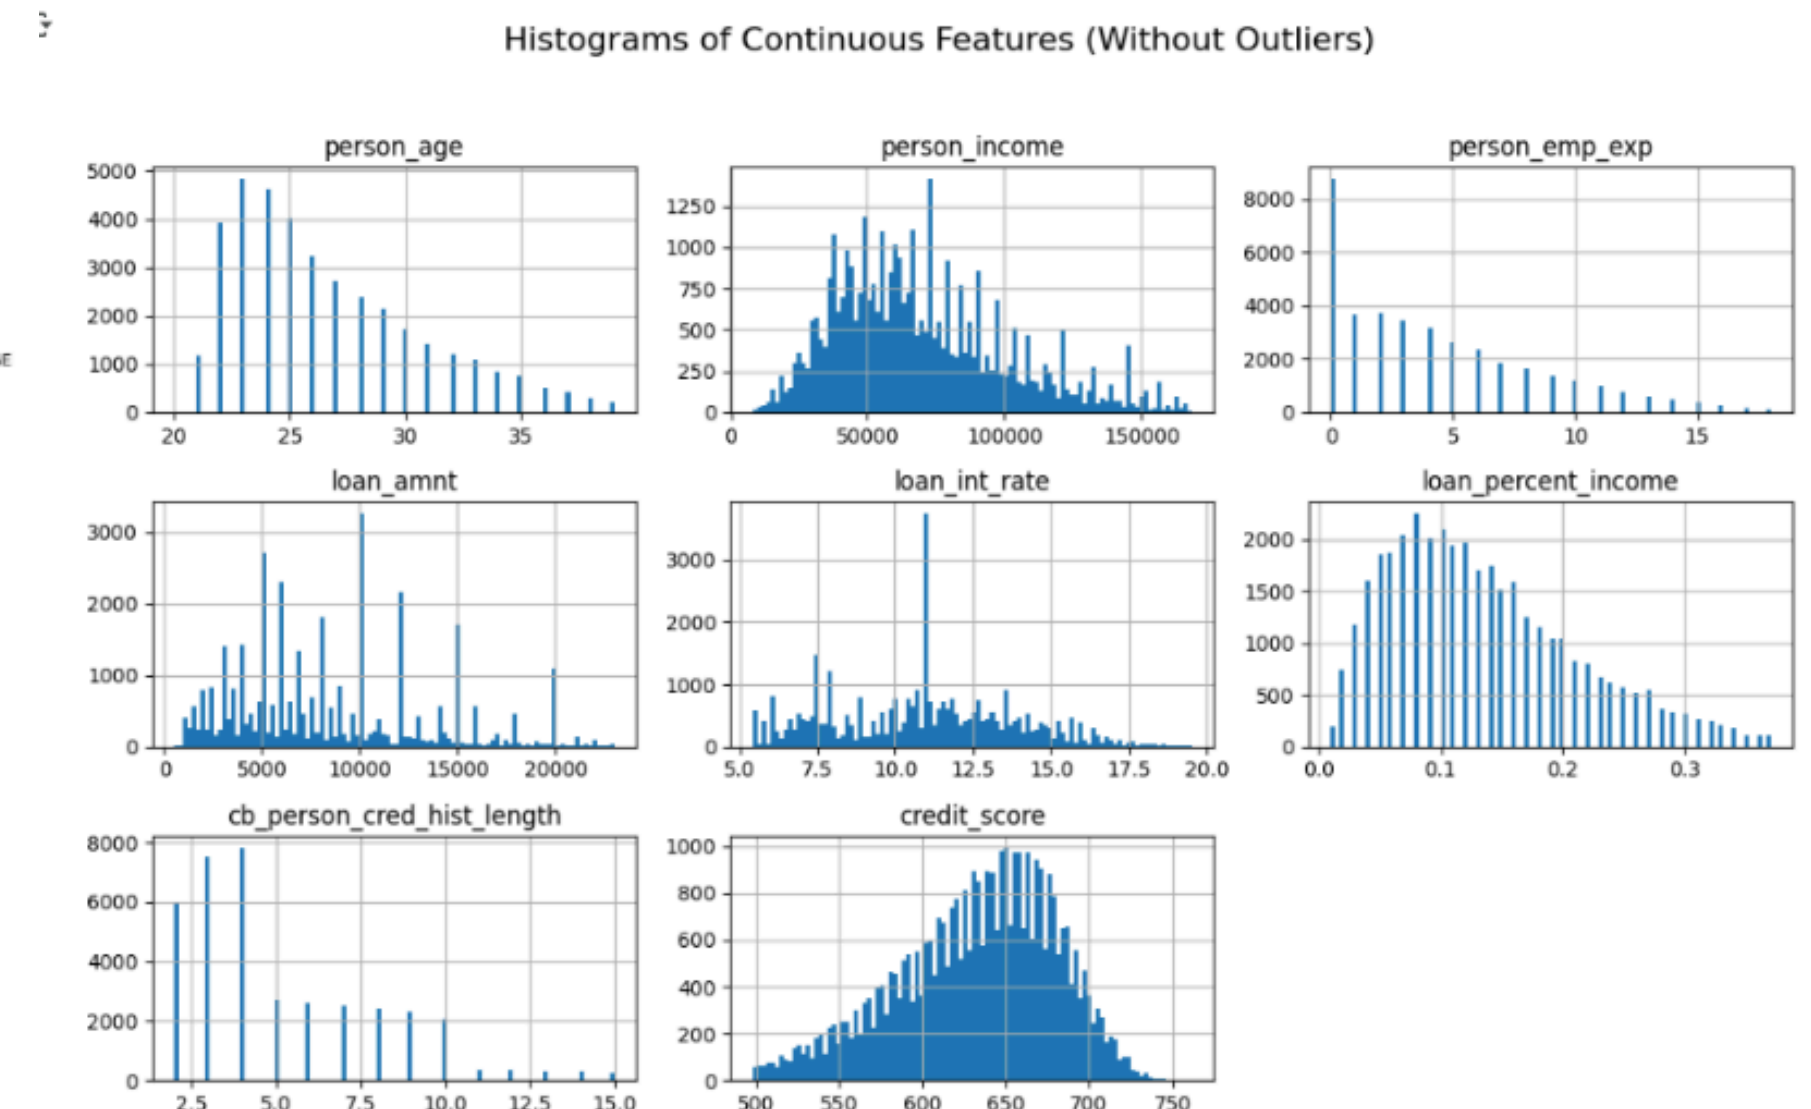 Histograms of Continuous Features (Without Outliers)
person_age
person_income
person_emp_exp
5000
4000
3000
2000
1000
0
20 25 30 35
1250
1000
750
500
250
0
0 50000 100000 150000
8000
6000
4000
2000
0
0 5 10 15
loan_amnt
loan_int_rate
loan_percent_income
3000
2000
1000
0
0 5000 10000 15000 20000
3000
2000
1000
0
5.0 7.5 10.0 12.5 15.0 17.5 20.0
2000
1500
1000
500
0
0.0 0.1 0.2 0.3
cb_person_cred_hist_length
credit_score
8000
6000
4000
2000
0
2.5 5.0 7.5 10.0 12.5 15.0
1000
800
600
400
200
0
500 550 600 650 700 750